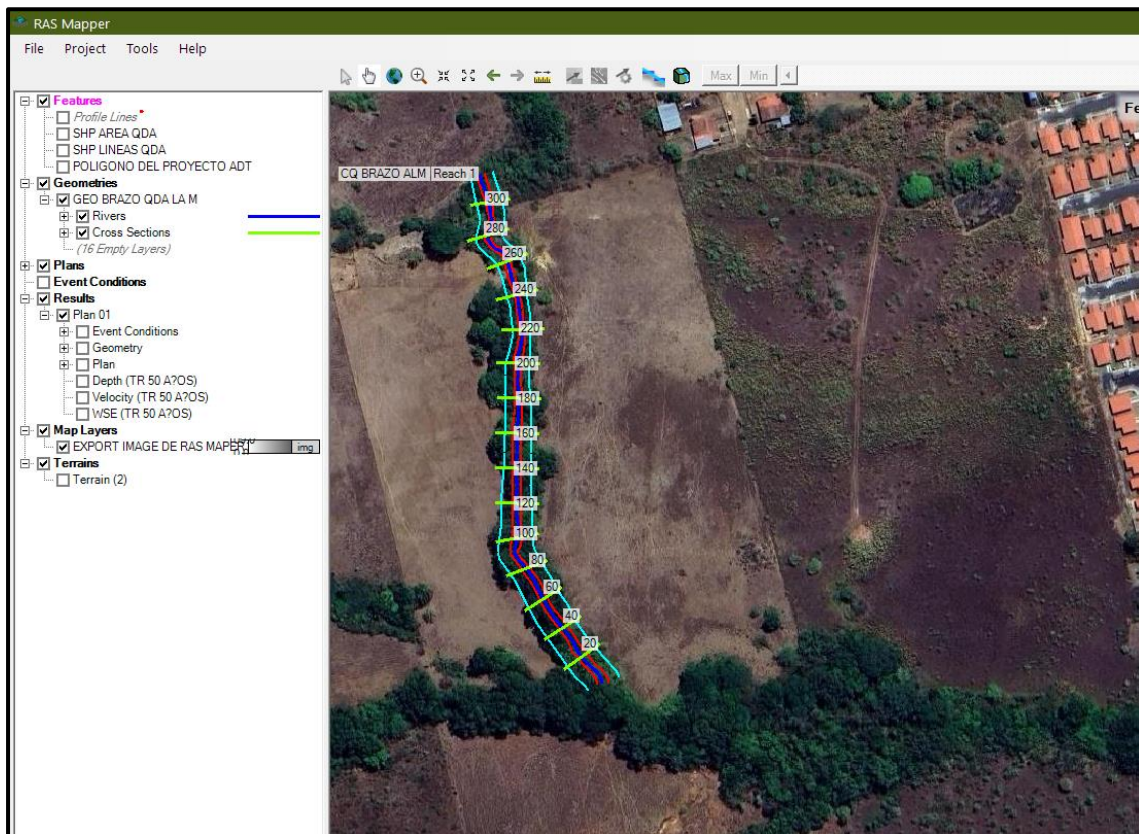 RAS Mapper
File Project Tools Help
Max Min
Features
Profile Lines
SHP AREA QDA
SHP LINEAS QDA
POLIGONO DEL PROYECTO ADT
Geometries
GEO BRAZO QDA LA M
Rivers
Cross Sections
(16 Empty Layers)
Plans
Event Conditions
Results
Plan 01
Event Conditions
Geometry
Plan
Depth (TR 50 A?OS)
Velocity (TR 50 A?OS)
WSE (TR 50 A?OS)
Map Layers
EXPORT IMAGE DE RAS MAPER img
Terrains
Terrain (2)
Fe
CQ BRAZO ALM Reach 1
300
280
260
240
220
200
180
160
140
120
100
80
60
40
20